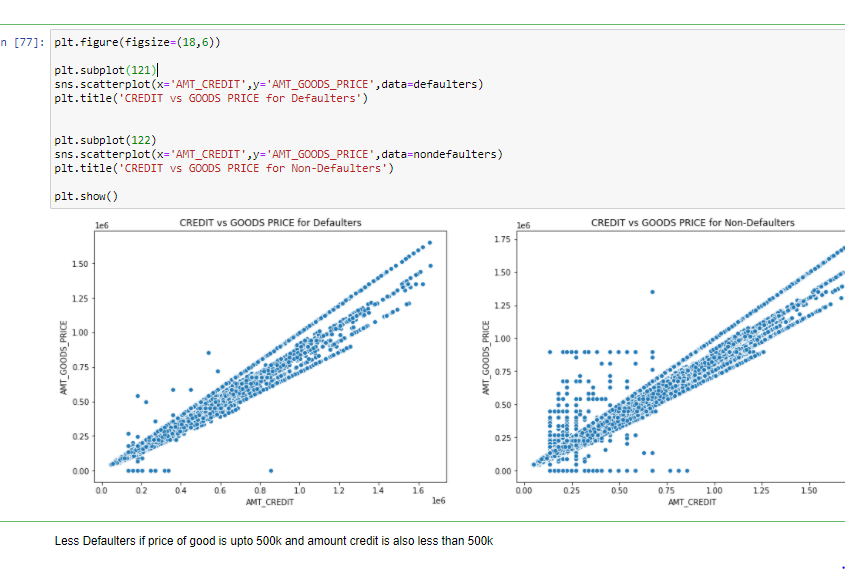 n [77]: plt.figure(figsize=(18,6))
plt.subplot(121)
sns.scatterplot(x='AMT_CREDIT',y='AMT_GOODS_PRICE',data=defaulters)
plt.title('CREDIT vs GOODS PRICE for Defaulters')
plt.subplot(122)
sns.scatterplot(x='AMT_CREDIT',y='AMT_GOODS_PRICE',data=nondefaulters)
plt.title('CREDIT vs GOODS PRICE for Non-Defaulters')
plt.show()
1e6
CREDIT vs GOODS PRICE for Defaulters
AMT_GOODS_PRICE
1.50
1.25
1.00
0.75
0.50
0.25
0.00
0.0 0.2 0.4 0.6 0.8 1.0 1.2 1.4 1.6
AMT_CREDIT
1e6
1e6
CREDIT vs GOODS PRICE for Non-Defaulters
AMT_GOODS_PRICE
1.75
1.50
1.25
1.00
0.75
0.50
0.25
0.00
0.00 0.25 0.50 0.75 1.00 1.25 1.50
AMT_CREDIT
Less Defaulters if price of good is upto 500k and amount credit is also less than 500k